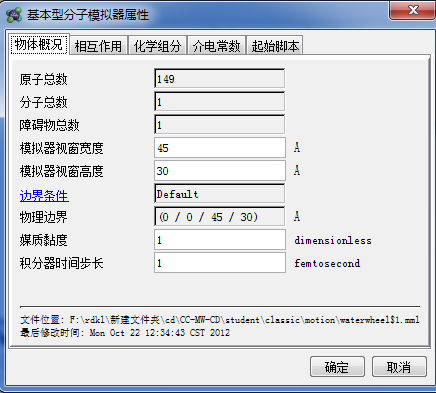 基本型分子模拟器属性
物体概况 相互作用 化学组分 介电常数 起始脚本
原子总数 149
分子总数 1
障碍物总数 1
模拟器视窗宽度 45 Å
模拟器视窗高度 30 Å
边界条件 Default
物理边界 (0 / 0 / 45 / 30) Å
媒质黏度 1 dimensionless
积分器时间步长 1 femtosecond
文件位置: F:\rdkl\新建文件夹\cd\CC-MW-CD\student\classic\motion\waterwheel$1.mml
最后修改时间: Mon Oct 22 12:34:43 CST 2012
确定 取消